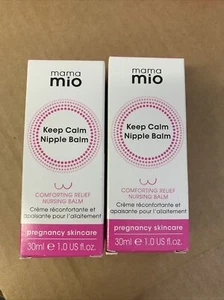 mama
mio
Keep Calm
Nipple Balm
COMFORTING RELIEF
NURSING BALM
Crème réconfortante et
apaisante pour l'allaitement
pregnancy skincare
30ml e 1.0 US fl.oz.
mama
mio
Keep Calm
Nipple Balm
COMFORTING RELIEF
NURSING BALM
Crème réconfortante et
apaisante pour l'allaitement
pregnancy skincare
30ml e 1.0 US fl.oz.